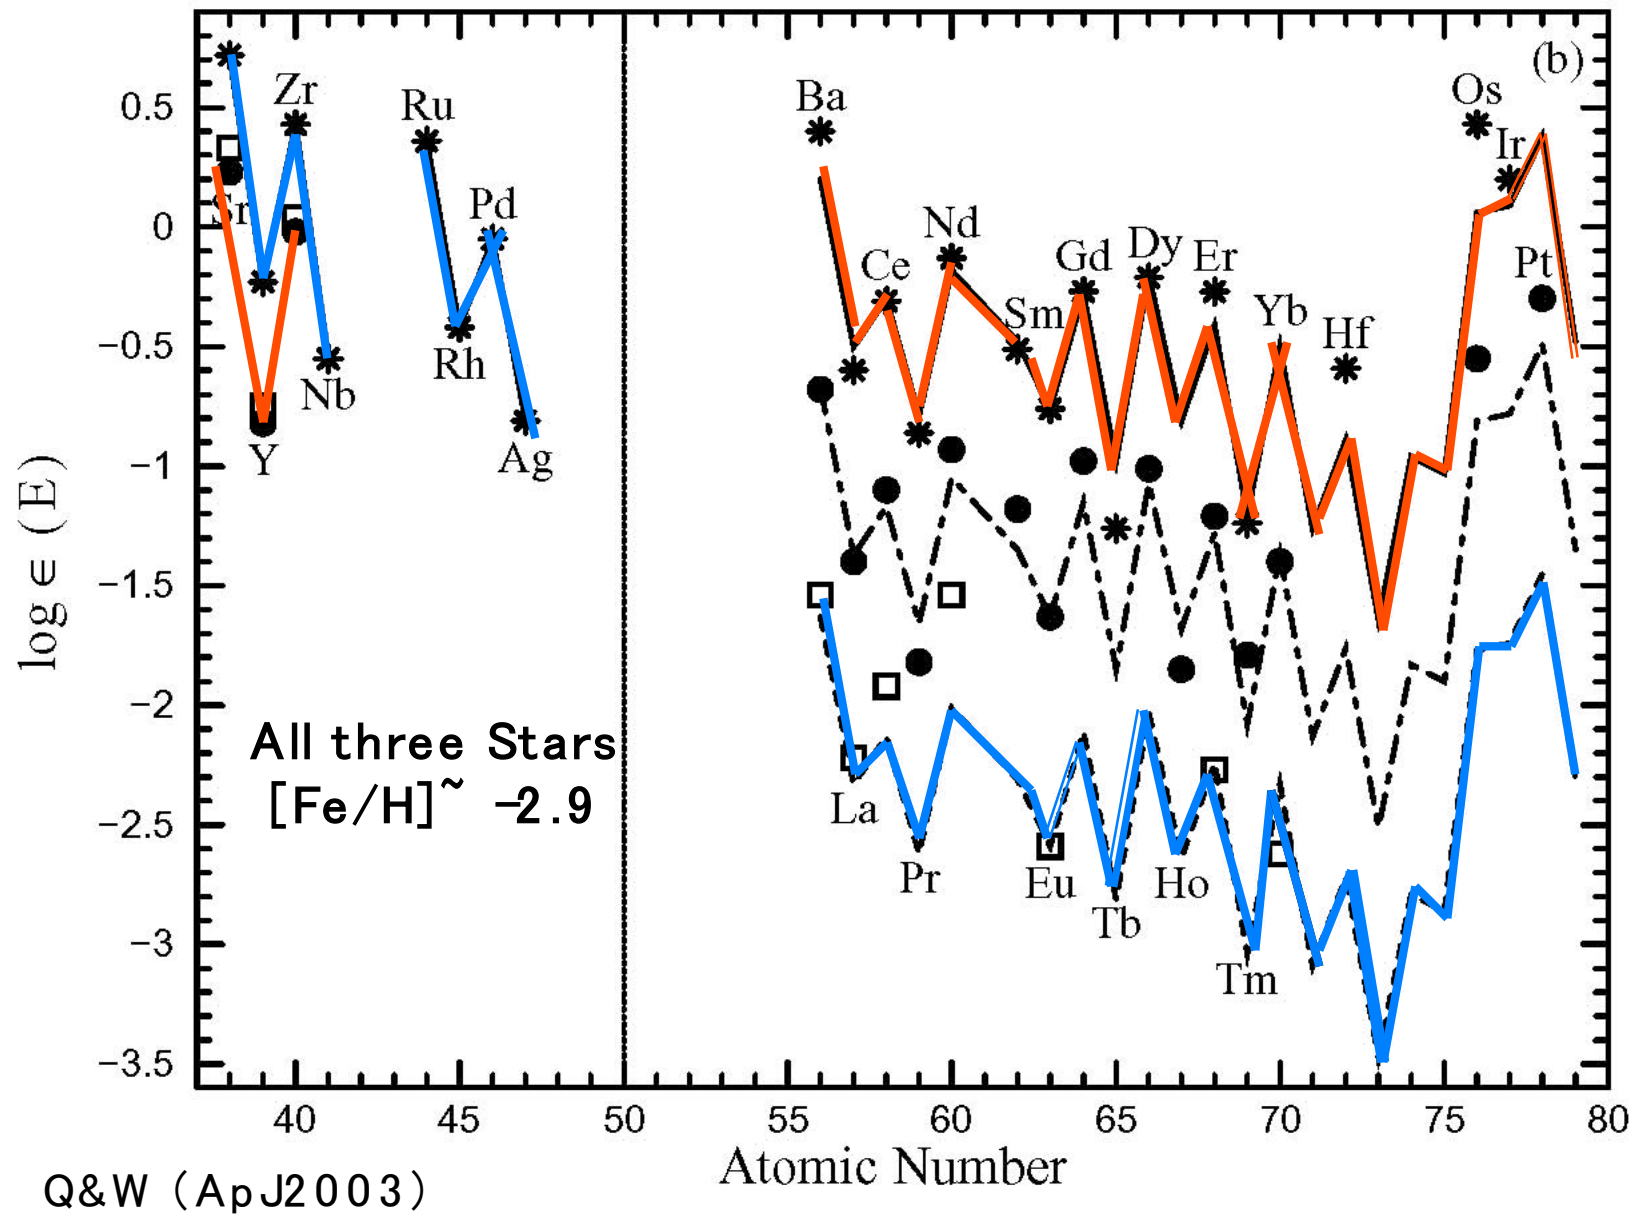 (b)
Zr
Ru
Ba
Os
Ir
Sr
Pd
Nd
Ce
Gd
Dy
Er
Pt
Sm
Yb
Hf
Rh
Nb
Y
Ag
La
Pr
Eu
Ho
Tb
Tm
0.5
0
−0.5
−1
−1.5
−2
−2.5
−3
−3.5
log ϵ (E)
All three Stars
[Fe/H]~ −2.9
40 45 50 55 60 65 70 75 80
Atomic Number
Q&W (ApJ2003)